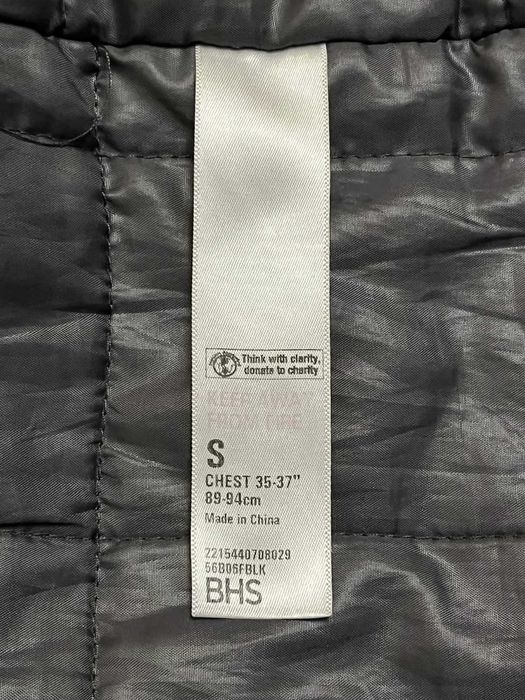 Think with clarity,
donate to charity
KEEP AWAY
FROM FIRE
S
CHEST 35-37"
89-94cm
Made in China
2215440708029
56B06FBLK
BHS